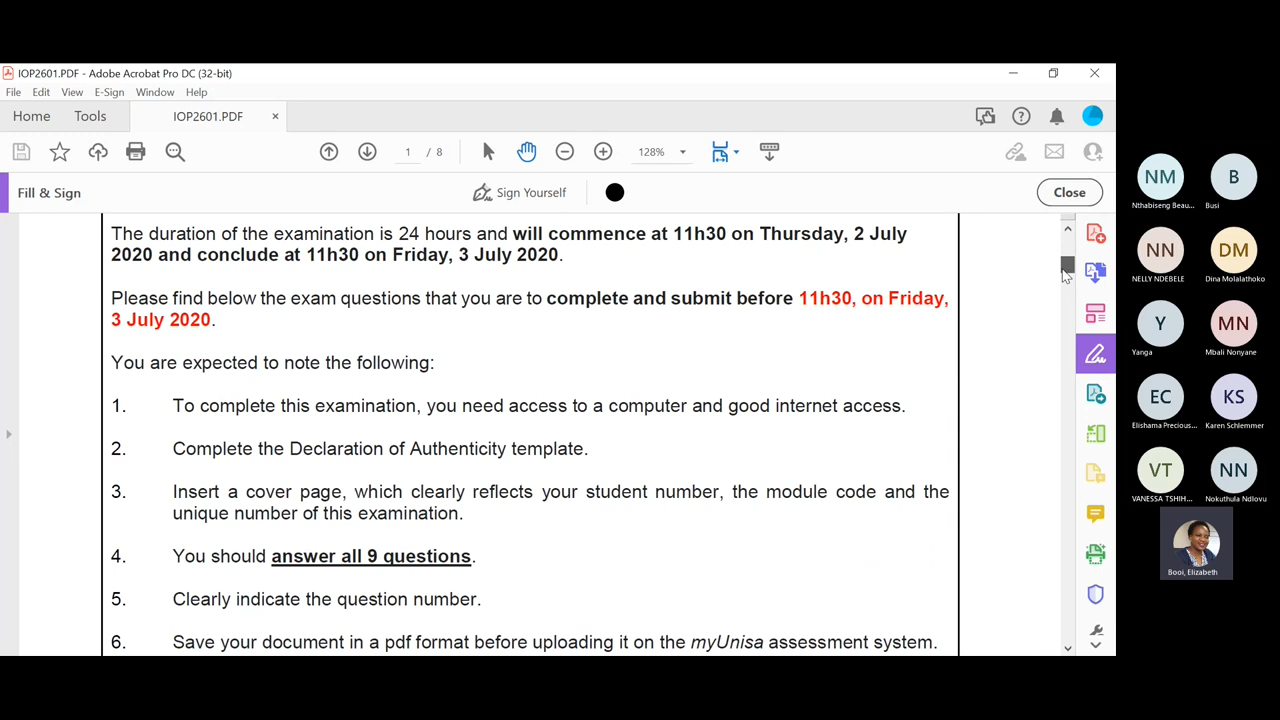 IOP2601.PDF - Adobe Acrobat Pro DC (32-bit)
File Edit View E-Sign Window Help
Home Tools IOP2601.PDF ×
1 / 8 128%
Fill & Sign Sign Yourself Close
The duration of the examination is 24 hours and will commence at 11h30 on Thursday, 2 July
2020 and conclude at 11h30 on Friday, 3 July 2020.
Please find below the exam questions that you are to complete and submit before 11h30, on Friday,
3 July 2020.
You are expected to note the following:
1. To complete this examination, you need access to a computer and good internet access.
2. Complete the Declaration of Authenticity template.
3. Insert a cover page, which clearly reflects your student number, the module code and the
unique number of this examination.
4. You should answer all 9 questions.
5. Clearly indicate the question number.
6. Save your document in a pdf format before uploading it on the myUnisa assessment system.
NM B
Nthabiseng Beau... Busi
NN DM
NELLY NDEBELE Dina Molalathoko
Y MN
Yanga Mbali Nonyane
EC KS
Elishama Precious... Karen Schlemmer
VT NN
VANESSA TSHIH... Nokuthula Ndlovu
Booi, Elizabeth